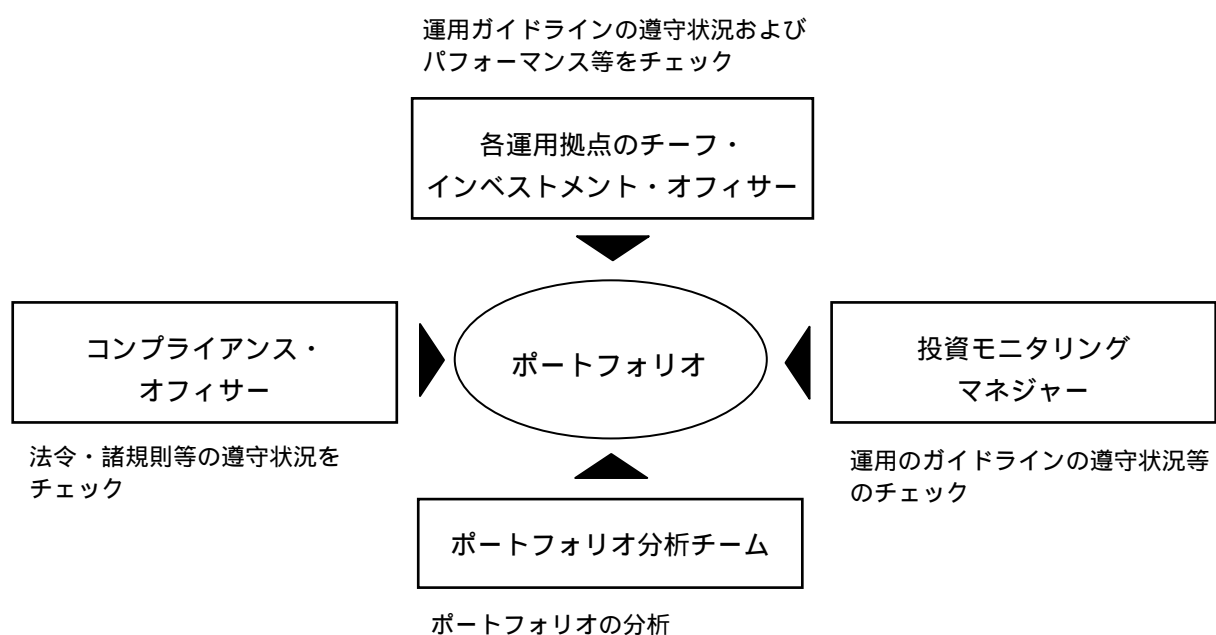 運用ガイドラインの遵守状況および
パフォーマンス等をチェック
各運用拠点のチーフ・
インベストメント・オフィサー
コンプライアンス・
オフィサー
法令・諸規則等の遵守状況を
チェック
ポートフォリオ
投資モニタリング
マネジャー
運用のガイドラインの遵守状況等
のチェック
ポートフォリオ分析チーム
ポートフォリオの分析